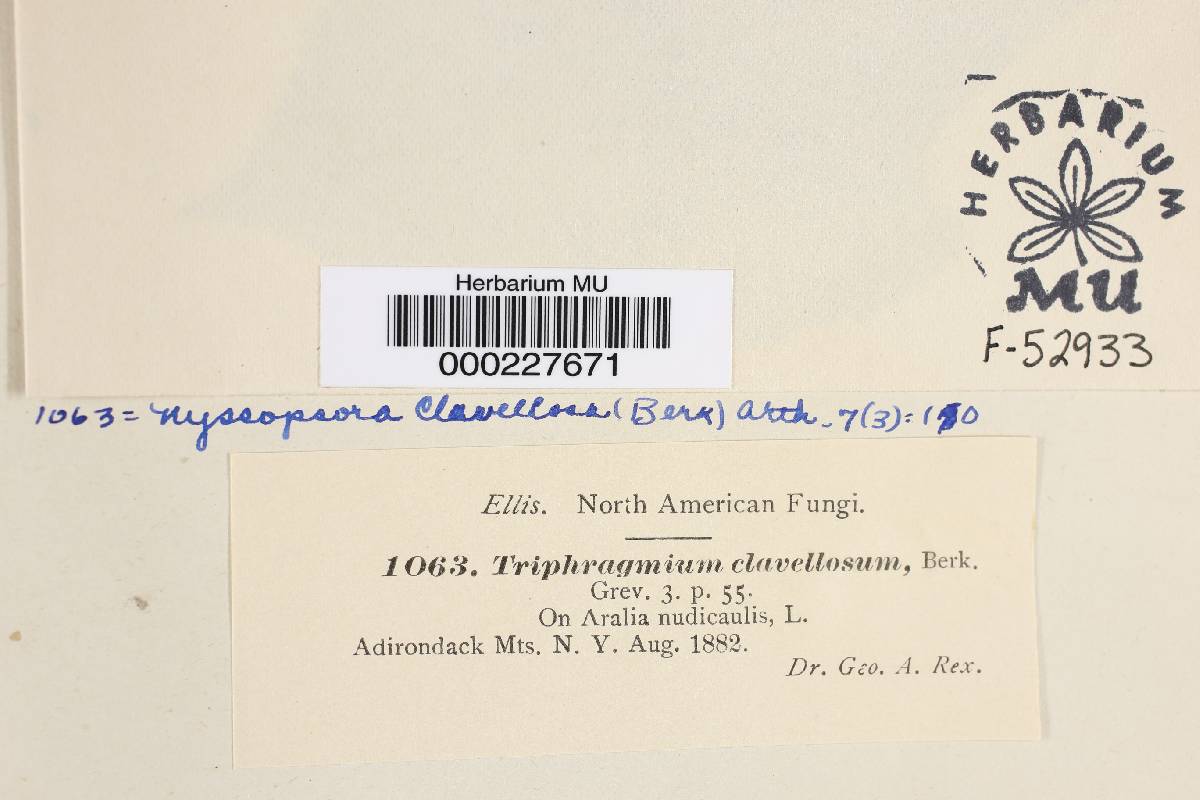 HERBARIUM
MU
F-52933
Herbarium MU
000227671
1063 = Nyssopsora Clavellosa (Berk) Arth - 7(3):
Ellis. North American Fungi.
1063. Triphragmium clavellosum, Berk.
Grev. 3. p. 55.
On Aralia nudicaulis, L.
Adirondack Mts. N. Y. Aug. 1882.
Dr. Geo. A. Rex.